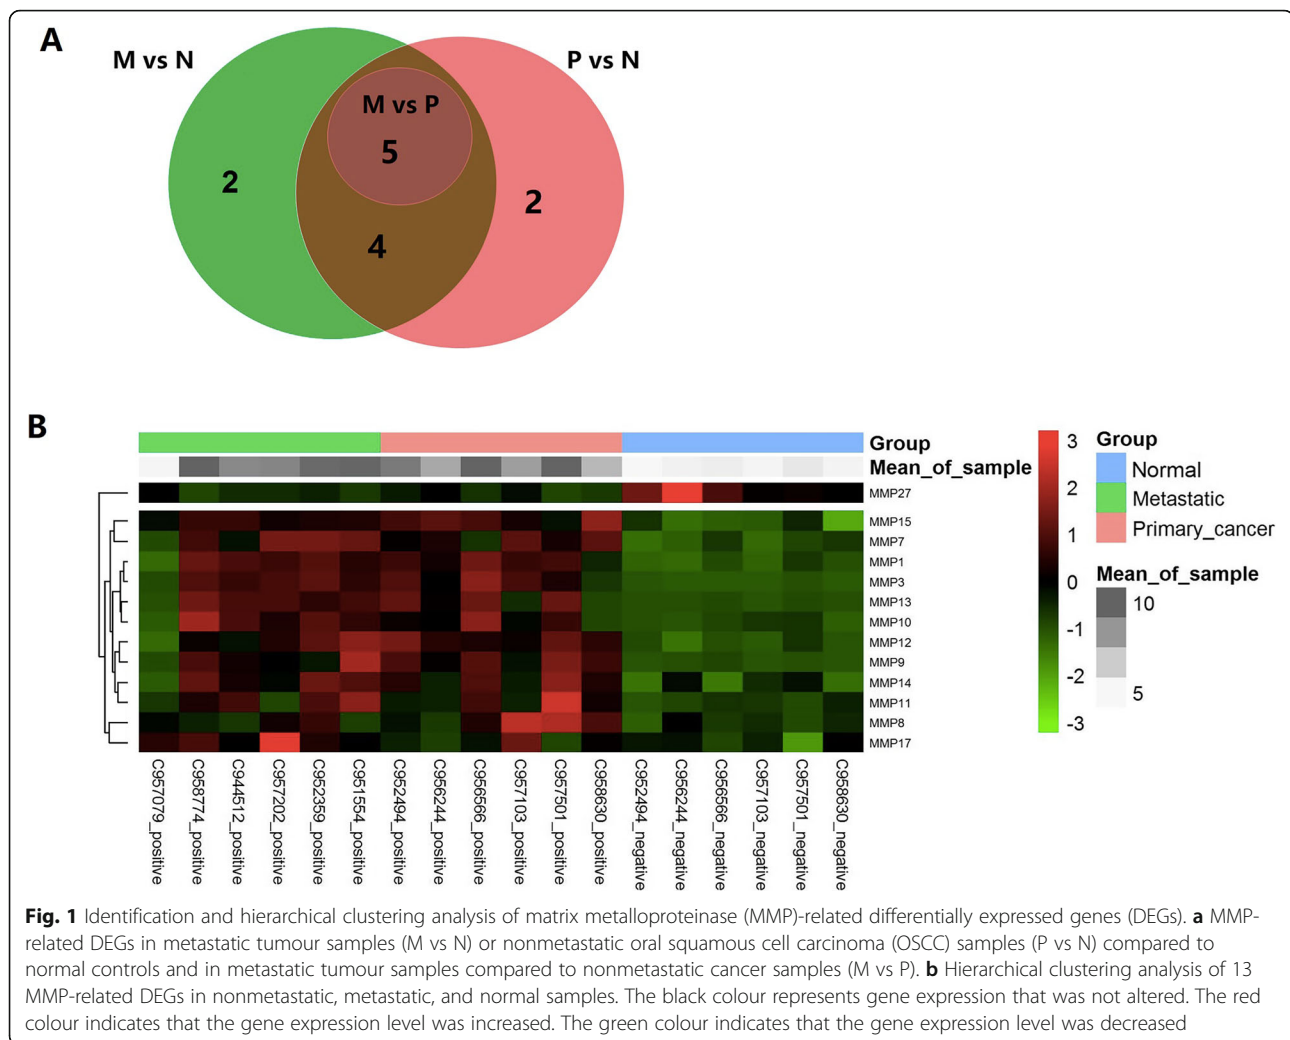 A
M vs N
P vs N
M vs P
5
2
2
4
B
Group
Mean_of_sample
MMP27
MMP15
MMP7
MMP1
MMP3
MMP13
MMP10
MMP12
MMP9
MMP14
MMP11
MMP8
MMP17
C957079_positive
C958774_positive
C944512_positive
C957202_positive
C952359_positive
C951554_positive
C952494_positive
C956244_positive
C956566_positive
C957103_positive
C957501_positive
C958630_positive
C952494_negative
C956244_negative
C956566_negative
C957103_negative
C957501_negative
C958630_negative
3
2
1
0
-1
-2
-3
Group
Normal
Metastatic
Primary_cancer
Mean_of_sample
10
5
Fig. 1 Identification and hierarchical clustering analysis of matrix metalloproteinase (MMP)-related differentially expressed genes (DEGs). a MMP-
related DEGs in metastatic tumour samples (M vs N) or nonmetastatic oral squamous cell carcinoma (OSCC) samples (P vs N) compared to
normal controls and in metastatic tumour samples compared to nonmetastatic cancer samples (M vs P). b Hierarchical clustering analysis of 13
MMP-related DEGs in nonmetastatic, metastatic, and normal samples. The black colour represents gene expression that was not altered. The red
colour indicates that the gene expression level was increased. The green colour indicates that the gene expression level was decreased